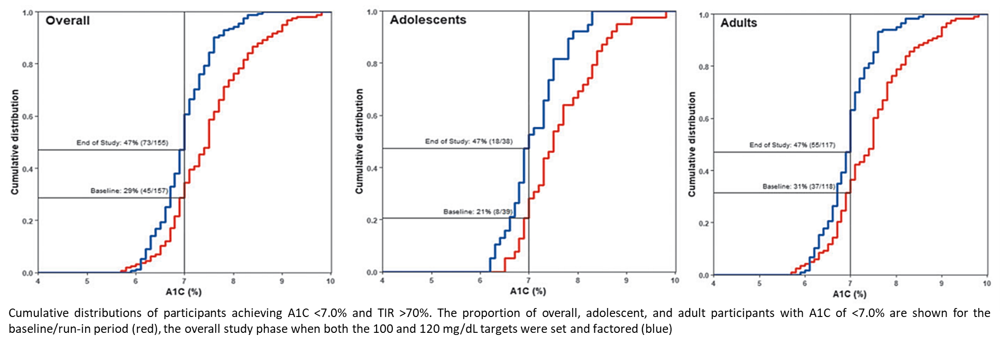 Overall
Cumulative distribution
1.0
0.8
0.6
0.4
0.2
0.0
End of Study: 47% (73/155)
Baseline: 29% (45/157)
4 5 6 7 8 9 10
A1C (%)
Adolescents
Cumulative distribution
1.0
0.8
0.6
0.4
0.2
0.0
End of Study: 47% (18/38)
Baseline: 21% (8/39)
4 5 6 7 8 9 10
A1C (%)
Adults
Cumulative distribution
1.0
0.8
0.6
0.4
0.2
0.0
End of Study: 47% (55/117)
Baseline: 31% (37/118)
4 5 6 7 8 9 10
A1C (%)
Cumulative distributions of participants achieving A1C <7.0% and TIR >70%. The proportion of overall, adolescent, and adult participants with A1C of <7.0% are shown for the
baseline/run-in period (red), the overall study phase when both the 100 and 120 mg/dL targets were set and factored (blue)